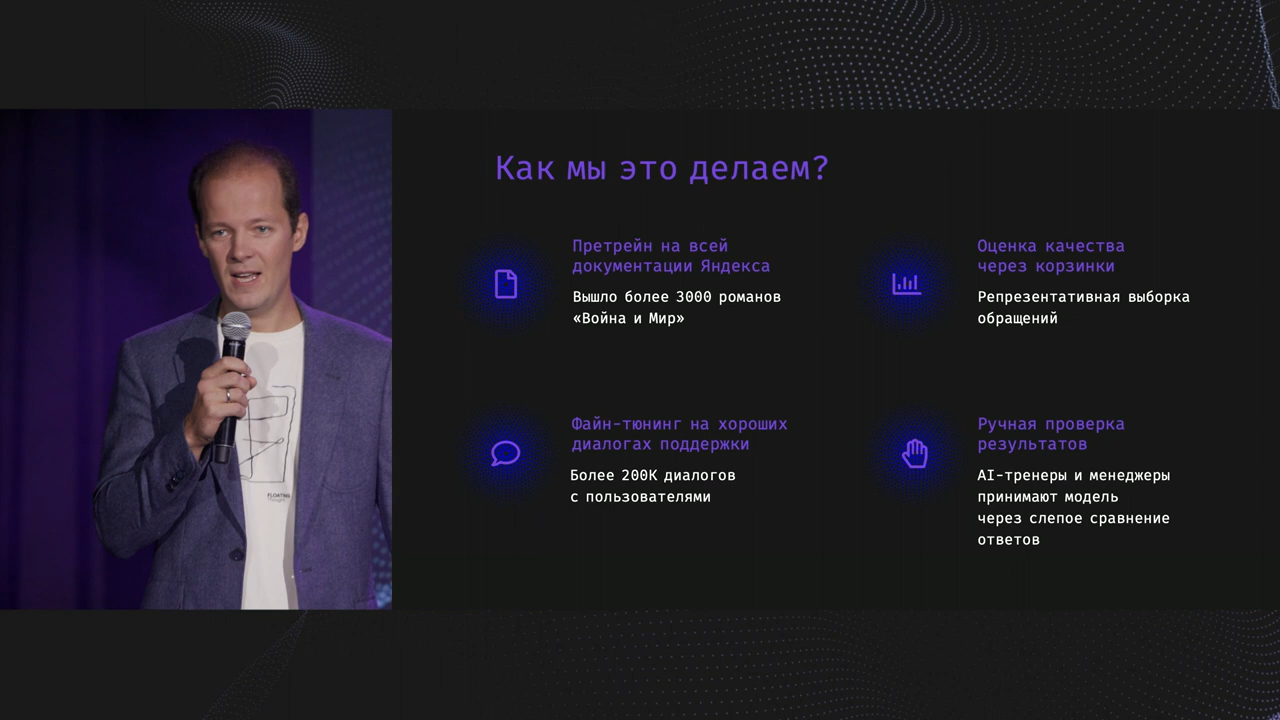 Как мы это делаем?
Претрейн на всей
документации Яндекса
Вышло более 3000 романов
«Война и Мир»
Оценка качества
через корзинки
Репрезентативная выборка
обращений
Файн-тюнинг на хороших
диалогах поддержки
Более 200К диалогов
с пользователями
Ручная проверка
результатов
AI-тренеры и менеджеры
принимают модель
через слепое сравнение
ответов
FLOATING